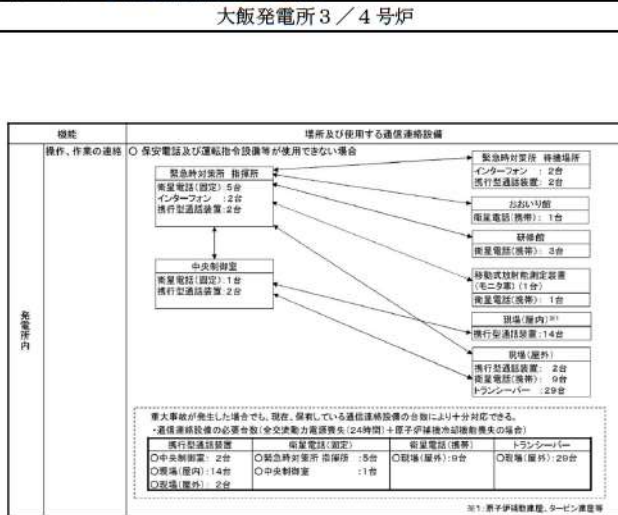 大飯発電所３／４号炉
機能
場所及び使用する通信連絡設備
発電所内
操作、作業の連絡
○ 保安電話及び運転指令設備等が使用できない場合
緊急時対策所 指揮所
衛星電話(固定):5台
インターフォン :2台
携行型通話装置:2台
中央制御室
衛星電話(固定):1台
携行型通話装置:2台
緊急時対策所 待機場所
インターフォン : 2台
携行型通話装置: 2台
おおいり館
衛星電話(携帯): 1台
研修館
衛星電話(携帯): 3台
移動式放射能測定装置
(モニタ車)(1台)
衛星電話(携帯): 1台
現場(屋内)※1
携行型通話装置:14台
現場(屋外)
携行型通話装置: 2台
衛星電話(携帯): 9台
トランシーバー :29台
重大事故が発生した場合でも、現在、保有している通信連絡設備の台数により十分対応できる。
・通信連絡設備の必要台数(全交流動力電源喪失(24時間)+原子炉補機冷却機能喪失の場合)
携行型通話装置 衛星電話(固定) 衛星電話(携帯) トランシーバー
○中央制御室: 2台 ○緊急時対策所 指揮所 :5台 ○現場(屋外):9台 ○現場(屋外):29台
○現場(屋内):14台 ○中央制御室 :1台
○現場(屋外): 2台
※1:原子炉補助建屋、タービン建屋等